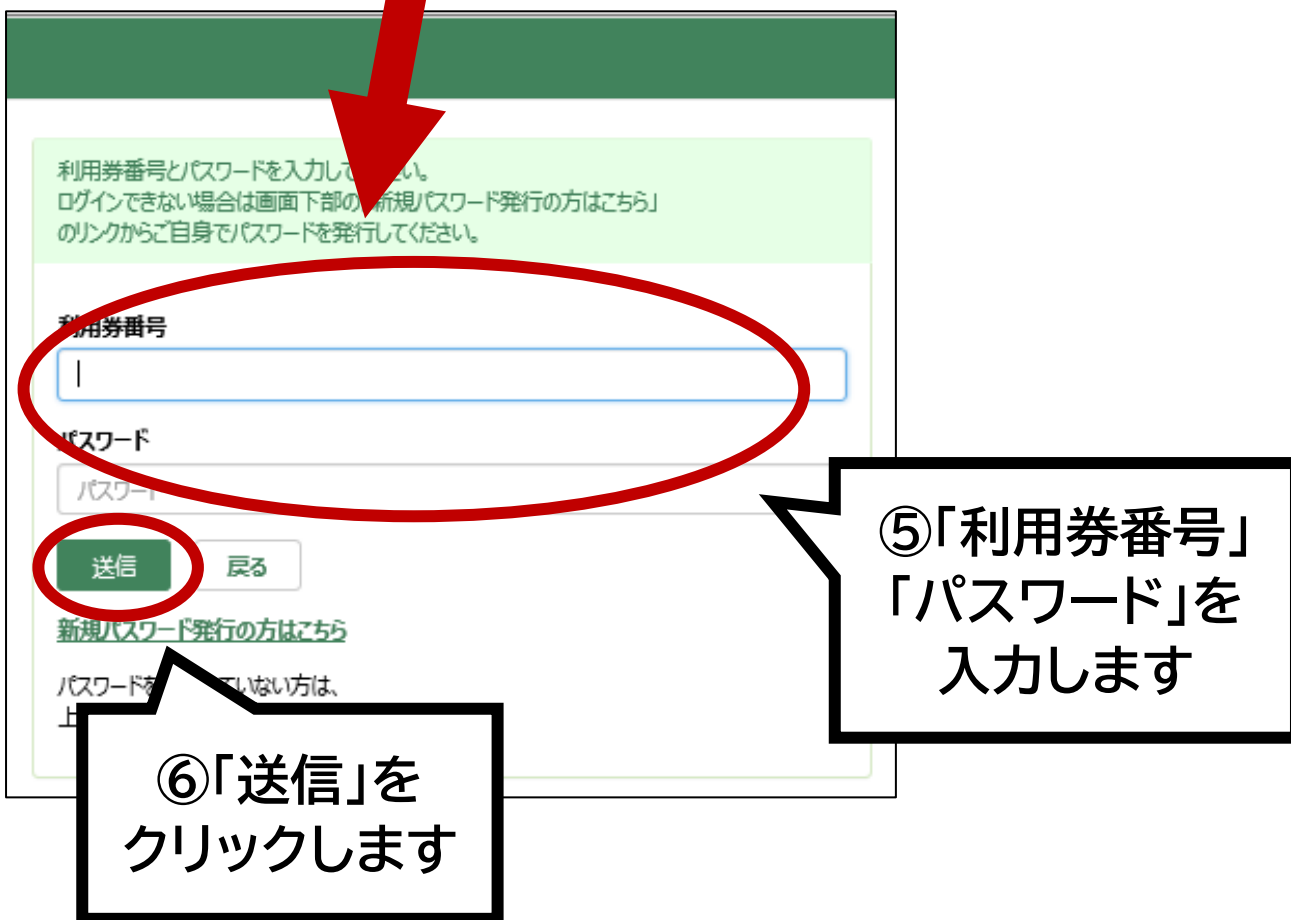 利用券番号とパスワードを入力して い。
ログインできない場合は画面下部の 新規パスワード発行の方はこちら」
のリンクからご自身でパスワードを発行してください。
利用券番号
パスワード
パスワード
送信 戻る
新規パスワード発行の方はこちら
パスワードを いない方は、
上
⑤「利用券番号」
「パスワード」を
入力します
⑥「送信」を
クリックします